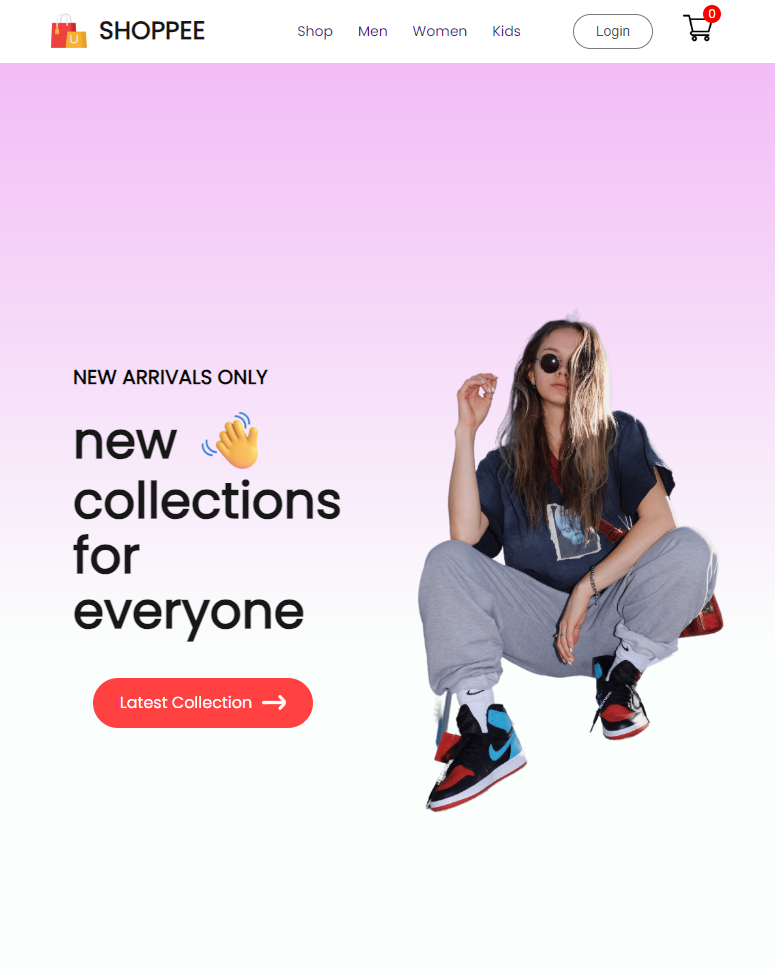 SHOPPEE Shop Men Women Kids Login 0
NEW ARRIVALS ONLY
new
collections
for
everyone
Latest Collection